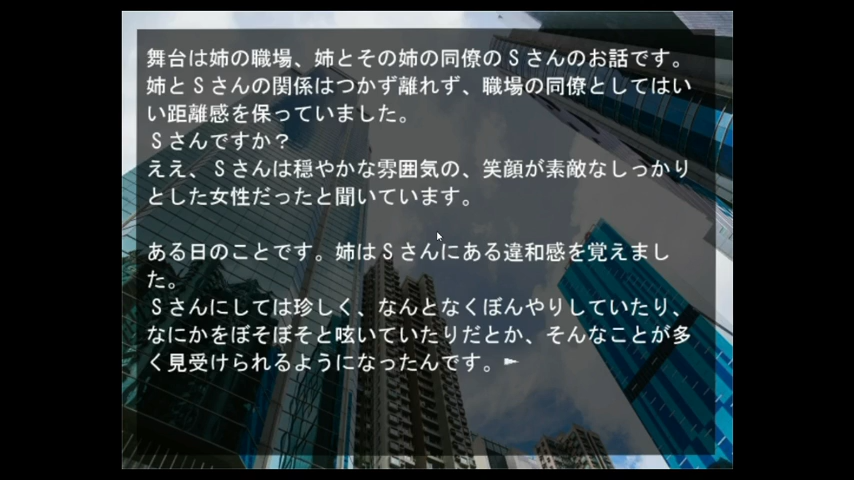 舞台は姉の職場、姉とその姉の同僚のＳさんのお話です。
姉とＳさんの関係はつかず離れず、職場の同僚としてはい
い距離感を保っていました。
Ｓさんですか？
ええ、Ｓさんは穏やかな雰囲気の、笑顔が素敵なしっかり
とした女性だったと聞いています。
ある日のことです。姉はＳさんにある違和感を覚えまし
た。
Ｓさんにしては珍しく、なんとなくぼんやりしていたり、
なにかをぼそぼそと呟いていたりだとか、そんなことが多
く見受けられるようになったんです。